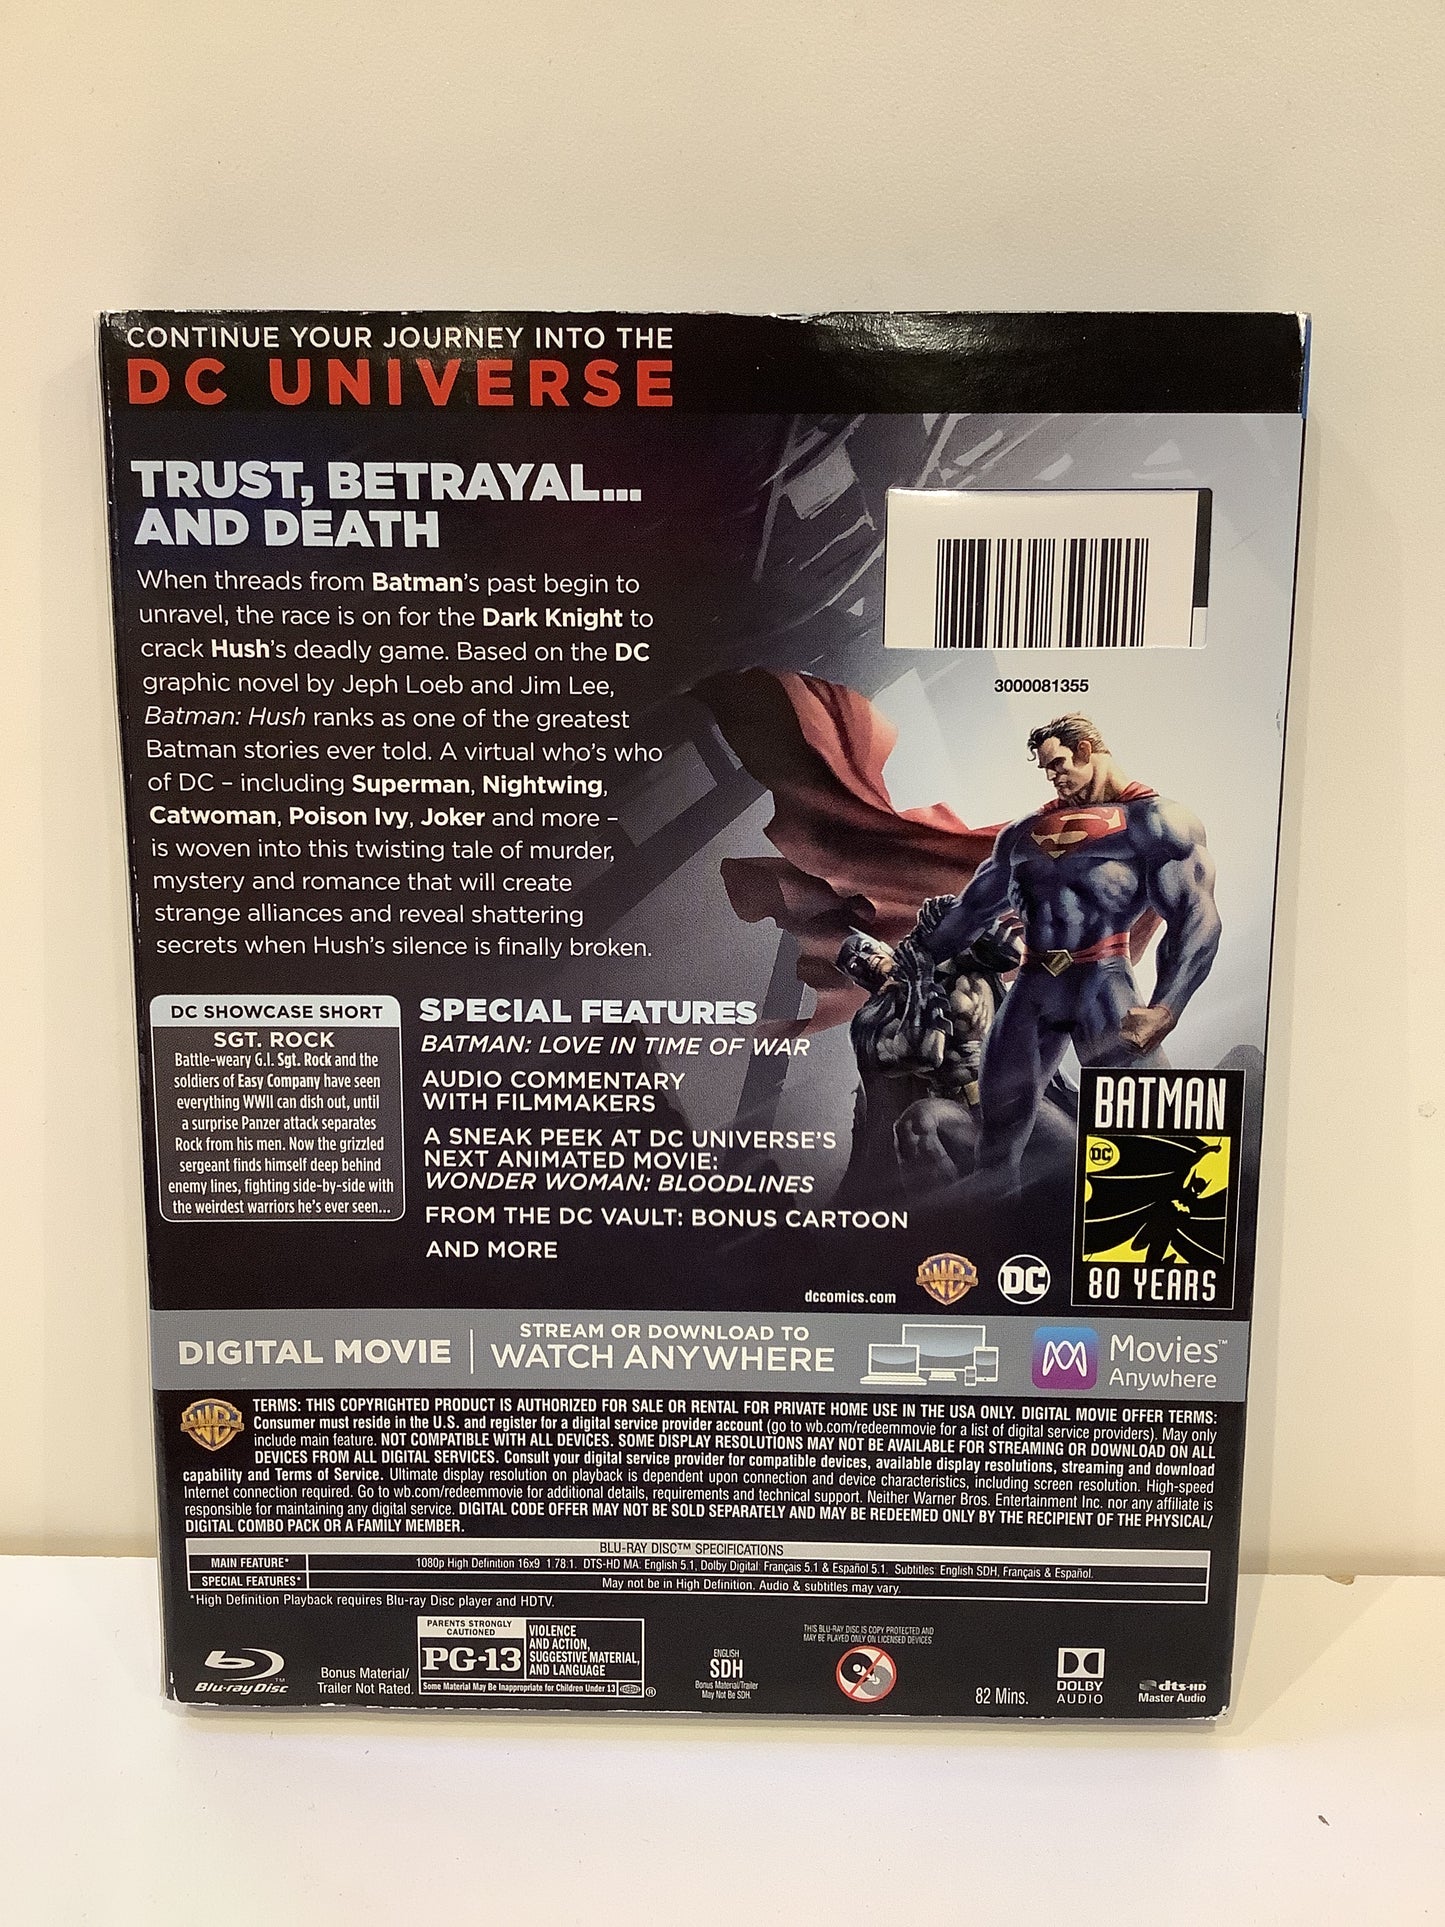 CONTINUE YOUR JOURNEY INTO THE
DC UNIVERSE
TRUST, BETRAYAL...
AND DEATH
When threads from Batman's past begin to
unravel, the race is on for the Dark Knight to
crack Hush's deadly game. Based on the DC
graphic novel by Jeph Loeb and Jim Lee,
Batman: Hush ranks as one of the greatest
Batman stories ever told. A virtual who's who
of DC – including Superman, Nightwing,
Catwoman, Poison Ivy, Joker and more –
is woven into this twisting tale of murder,
mystery and romance that will create
strange alliances and reveal shattering
secrets when Hush's silence is finally broken.
3000081355
DC SHOWCASE SHORT
SGT. ROCK
Battle-weary G.I. Sgt. Rock and the
soldiers of Easy Company have seen
everything WWII can dish out, until
a surprise Panzer attack separates
Rock from his men. Now the grizzled
sergeant finds himself deep behind
enemy lines, fighting side-by-side with
the weirdest warriors he's ever seen...
SPECIAL FEATURES
BATMAN: LOVE IN TIME OF WAR
AUDIO COMMENTARY
WITH FILMMAKERS
A SNEAK PEEK AT DC UNIVERSE'S
NEXT ANIMATED MOVIE:
WONDER WOMAN: BLOODLINES
FROM THE DC VAULT: BONUS CARTOON
AND MORE
dccomics.com
WB
DC
BATMAN
DC
80 YEARS
DIGITAL MOVIE
STREAM OR DOWNLOAD TO
WATCH ANYWHERE
Movies™
Anywhere
WB
TERMS: THIS COPYRIGHTED PRODUCT IS AUTHORIZED FOR SALE OR RENTAL FOR PRIVATE HOME USE IN THE USA ONLY. DIGITAL MOVIE OFFER TERMS:
Consumer must reside in the U.S. and register for a digital service provider account (go to wb.com/redeemmovie for a list of digital service providers). May only
include main feature. NOT COMPATIBLE WITH ALL DEVICES. SOME DISPLAY RESOLUTIONS MAY NOT BE AVAILABLE FOR STREAMING OR DOWNLOAD ON ALL
DEVICES FROM ALL DIGITAL SERVICES. Consult your digital service provider for compatible devices, available display resolutions, streaming and download
capability and Terms of Service. Ultimate display resolution on playback is dependent upon connection and device characteristics, including screen resolution. High-speed
Internet connection required. Go to wb.com/redeemmovie for additional details, requirements and technical support. Neither Warner Bros. Entertainment Inc. nor any affiliate is
responsible for maintaining any digital service. DIGITAL CODE OFFER MAY NOT BE SOLD SEPARATELY AND MAY BE REDEEMED ONLY BY THE RECIPIENT OF THE PHYSICAL/
DIGITAL COMBO PACK OR A FAMILY MEMBER.
BLU-RAY DISC™ SPECIFICATIONS
MAIN FEATURE* 1080p High Definition 16x9 1.78:1. DTS-HD MA: English 5.1, Dolby Digital: Français 5.1 & Español 5.1. Subtitles: English SDH, Français & Español.
SPECIAL FEATURES* May not be in High Definition. Audio & subtitles may vary.
*High Definition Playback requires Blu-ray Disc player and HDTV.
Blu-ray Disc™
Bonus Material/
Trailer Not Rated.
PARENTS STRONGLY
CAUTIONED
PG-13
VIOLENCE
AND ACTION,
SUGGESTIVE MATERIAL,
AND LANGUAGE
Some Material May Be Inappropriate for Children Under 13
®
ENGLISH
SDH
Bonus Material/Trailer
May Not Be SDH.
THIS BLU-RAY DISC IS COPY PROTECTED AND
MAY BE PLAYED ONLY ON LICENSED DEVICES
82 Mins.
DOLBY
AUDIO
dts-HD
Master Audio